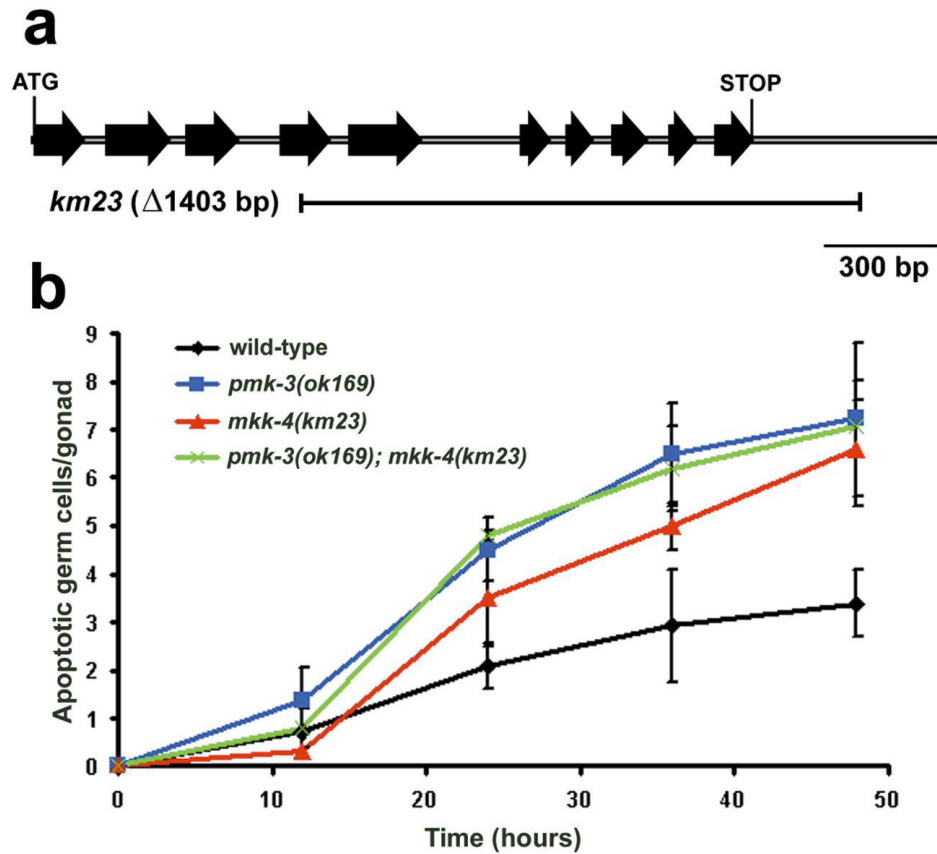 a
ATG
STOP
km23 (Δ1403 bp)
300 bp
b
Apoptotic germ cells/gonad
9
8
7
6
5
4
3
2
1
0
wild-type
pmk-3(ok169)
mkk-4(km23)
pmk-3(ok169); mkk-4(km23)
0 10 20 30 40 50
Time (hours)